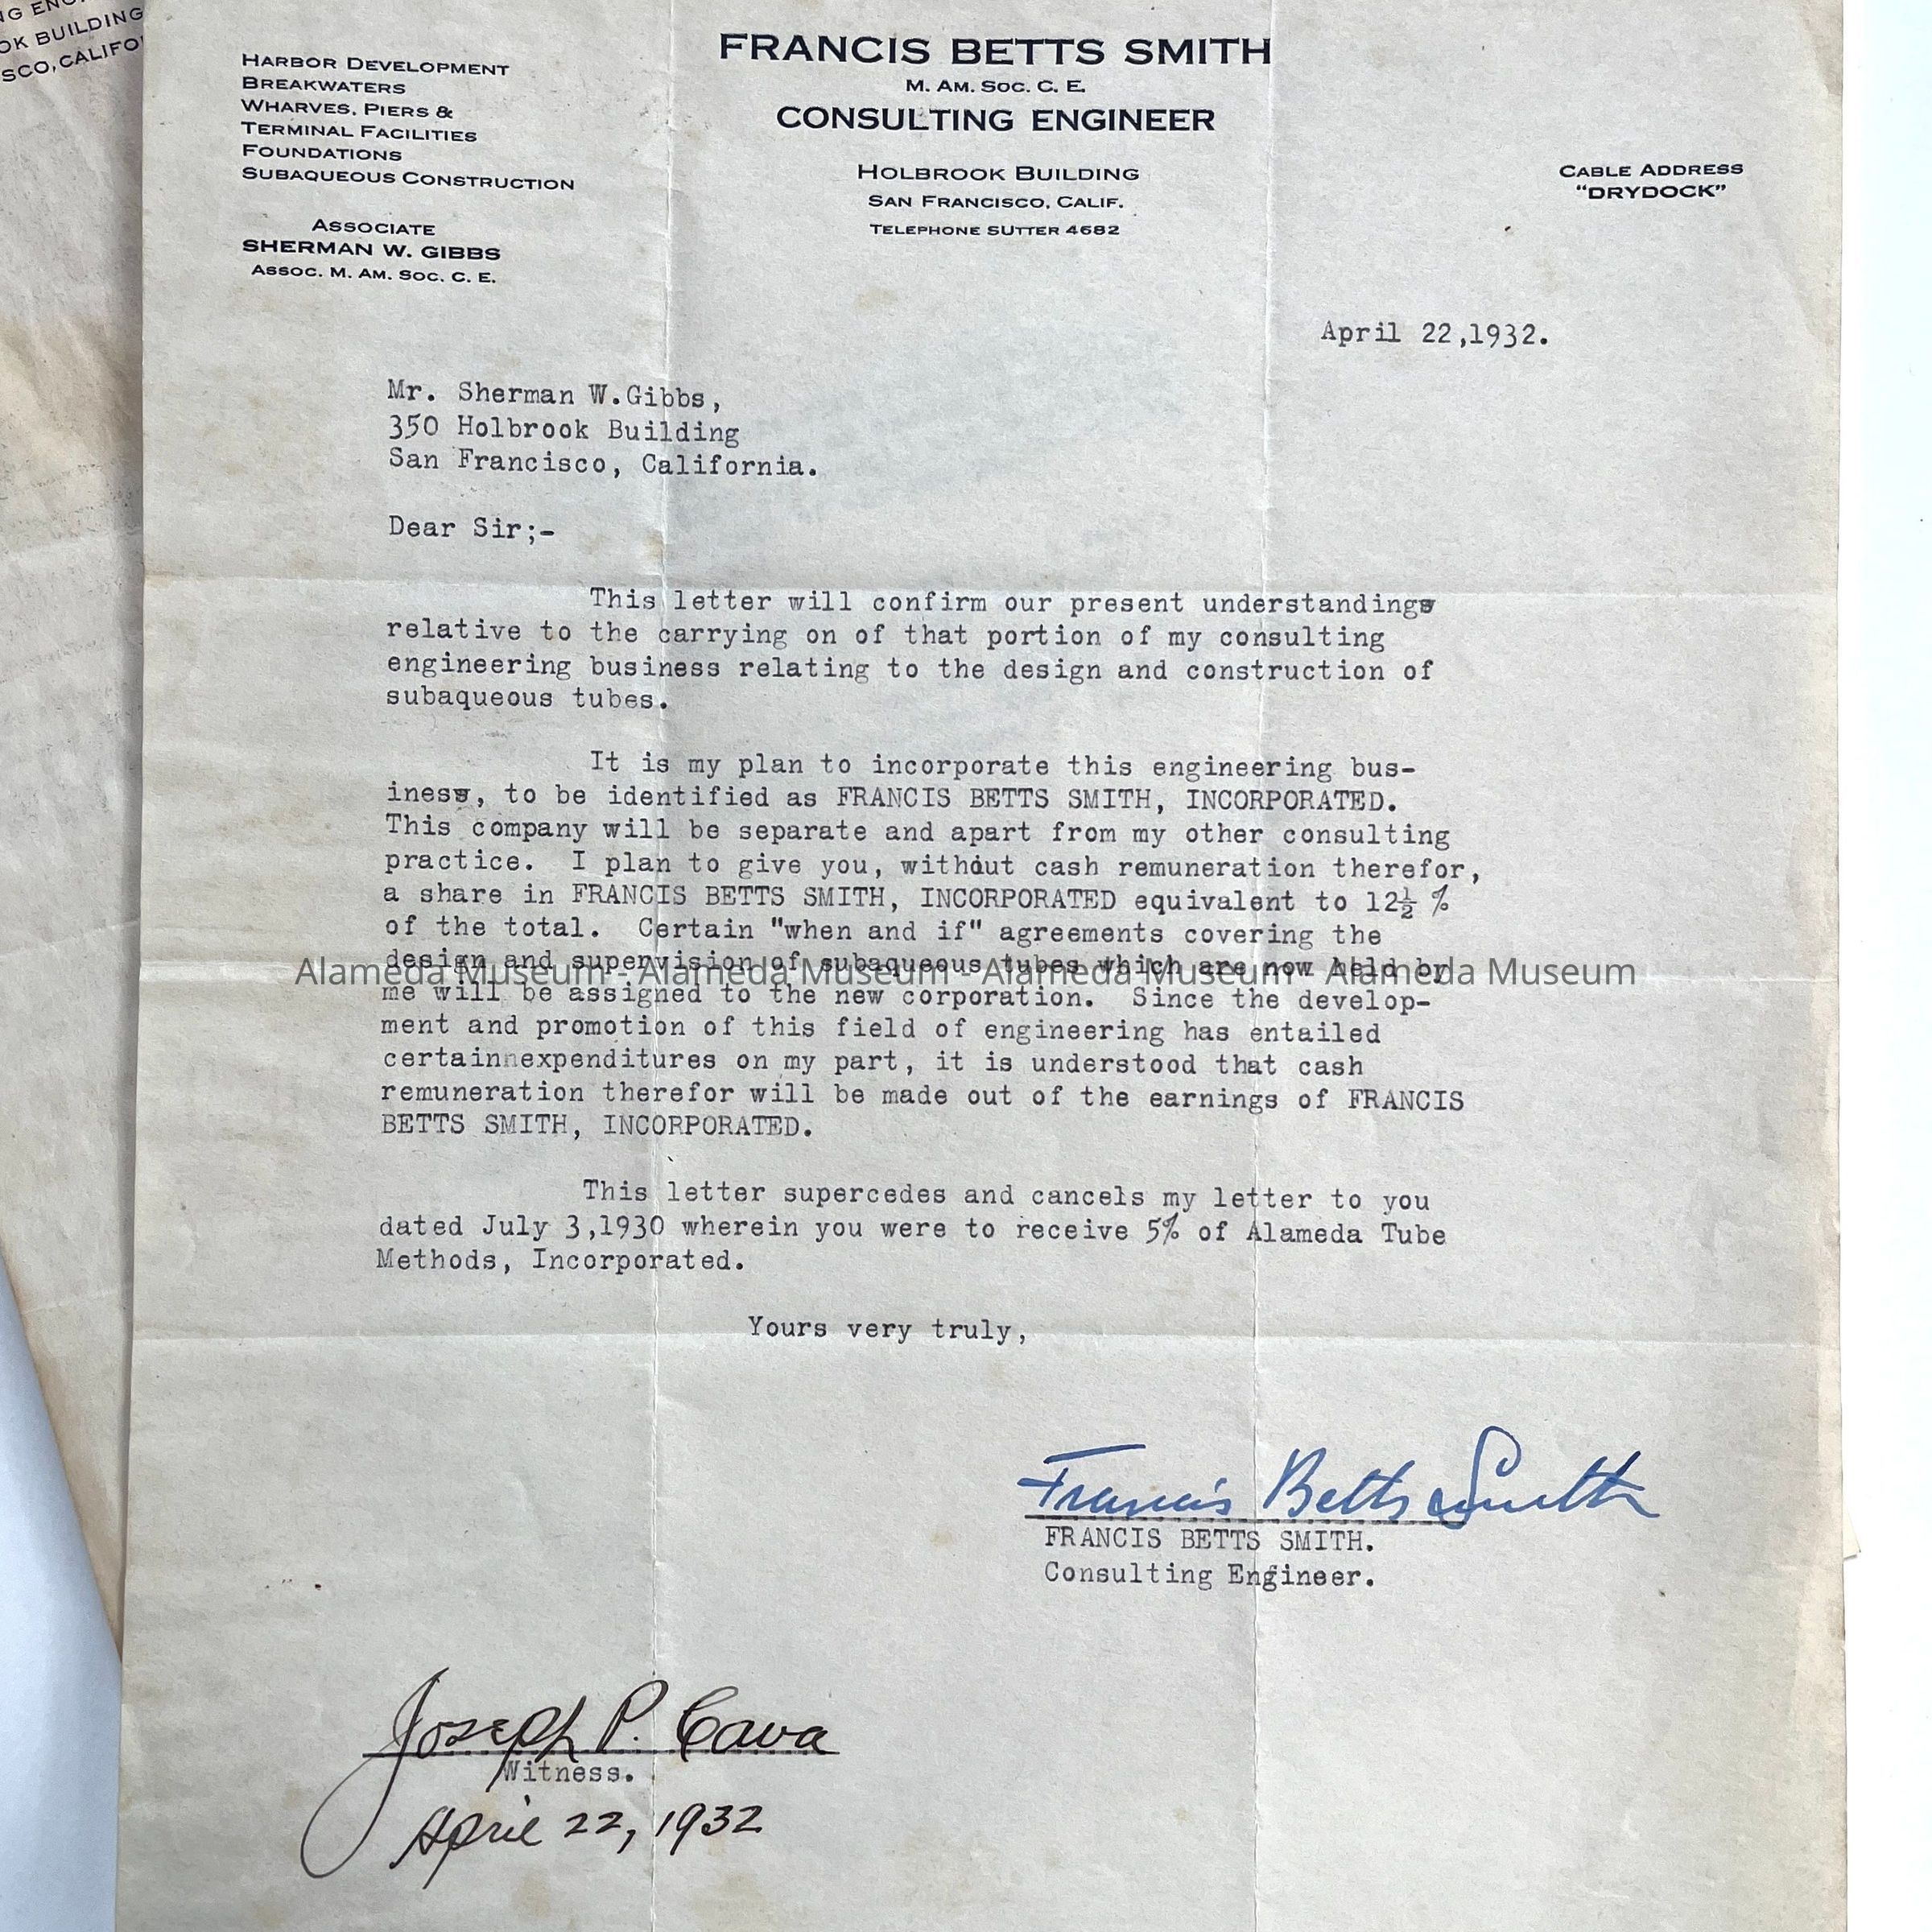 NG EN
OK BUILDING
SCO, CALIFO
HARBOR DEVELOPMENT
BREAKWATERS
WHARVES, PIERS &
TERMINAL FACILITIES
FOUNDATIONS
SUBAQUEOUS CONSTRUCTION
ASSOCIATE
SHERMAN W. GIBBS
ASSOC. M. AM. SOC. C. E.
FRANCIS BETTS SMITH
M. AM. SOC. C. E.
CONSULTING ENGINEER
HOLBROOK BUILDING
SAN FRANCISCO, CALIF.
TELEPHONE SUTTER 4682
CABLE ADDRESS
"DRYDOCK"
April 22,1932.
Mr. Sherman W.Gibbs,
350 Holbrook Building
San Francisco, California.
Dear Sir;-
This letter will confirm our present understandings
relative to the carrying on of that portion of my consulting
engineering business relating to the design and construction of
subaqueous tubes.
It is my plan to incorporate this engineering bus-
iness, to be identified as FRANCIS BETTS SMITH, INCORPORATED.
This company will be separate and apart from my other consulting
practice. I plan to give you, without cash remuneration therefor,
a share in FRANCIS BETTS SMITH, INCORPORATED equivalent to 12½ %
of the total. Certain "when and if" agreements covering the
design and supervision of subaqueous tubes which are now held by
Alameda Museum - Alameda Museum - Alameda Museum - Alameda Museum
me will be assigned to the new corporation. Since the develop-
ment and promotion of this field of engineering has entailed
certainnexpenditures on my part, it is understood that cash
remuneration therefor will be made out of the earnings of FRANCIS
BETTS SMITH, INCORPORATED.
This letter supercedes and cancels my letter to you
dated July 3,1930 wherein you were to receive 5% of Alameda Tube
Methods, Incorporated.
Yours very truly,
Francis Betts Smith
FRANCIS BETTS SMITH.
Consulting Engineer.
Joseph P. Cava
Witness.
April 22, 1932